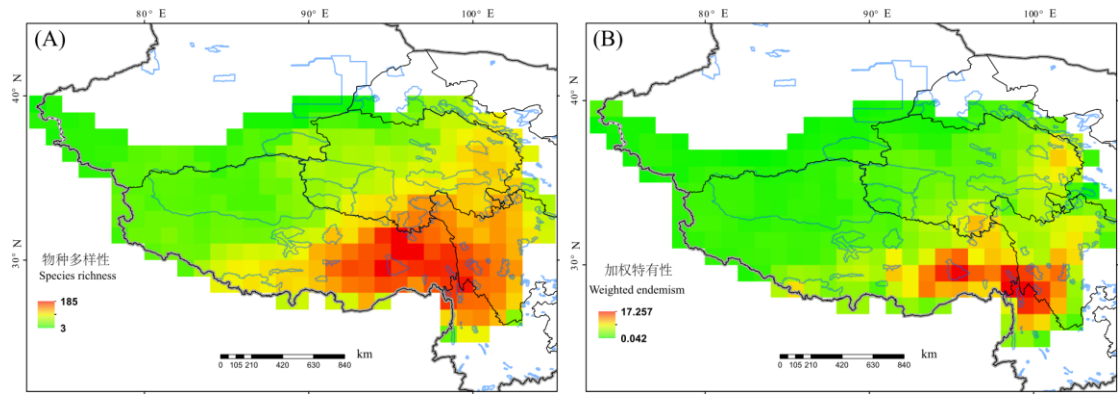 80° E 90° E 100° E
(A)
40° N
30° N
物种多样性
Species richness
185
3
km
0 105 210 420 630 840
80° E 90° E 100° E
(B)
40° N
30° N
加权特有性
Weighted endemism
17.257
0.042
km
0 105 210 420 630 840